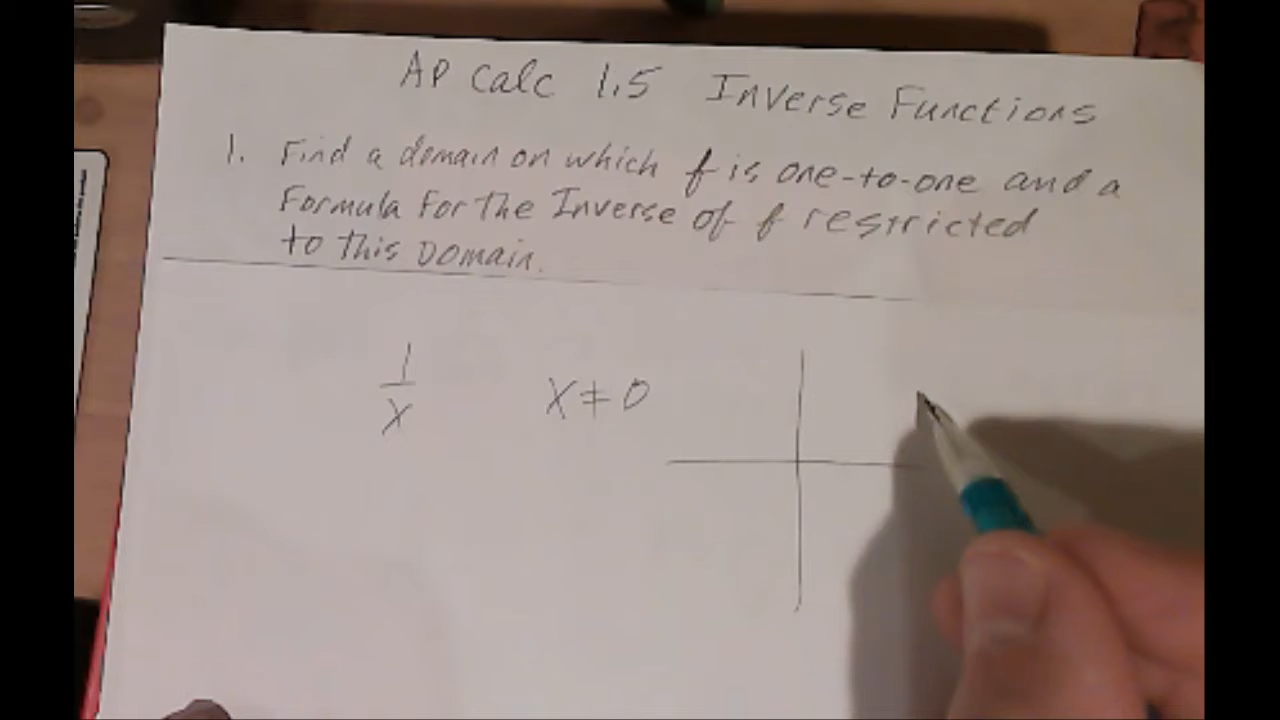 AP Calc 1.5 Inverse Functions
1. Find a domain on which f is one-to-one and a
Formula For The Inverse of f restricted
to This Domain.
1/x x≠0